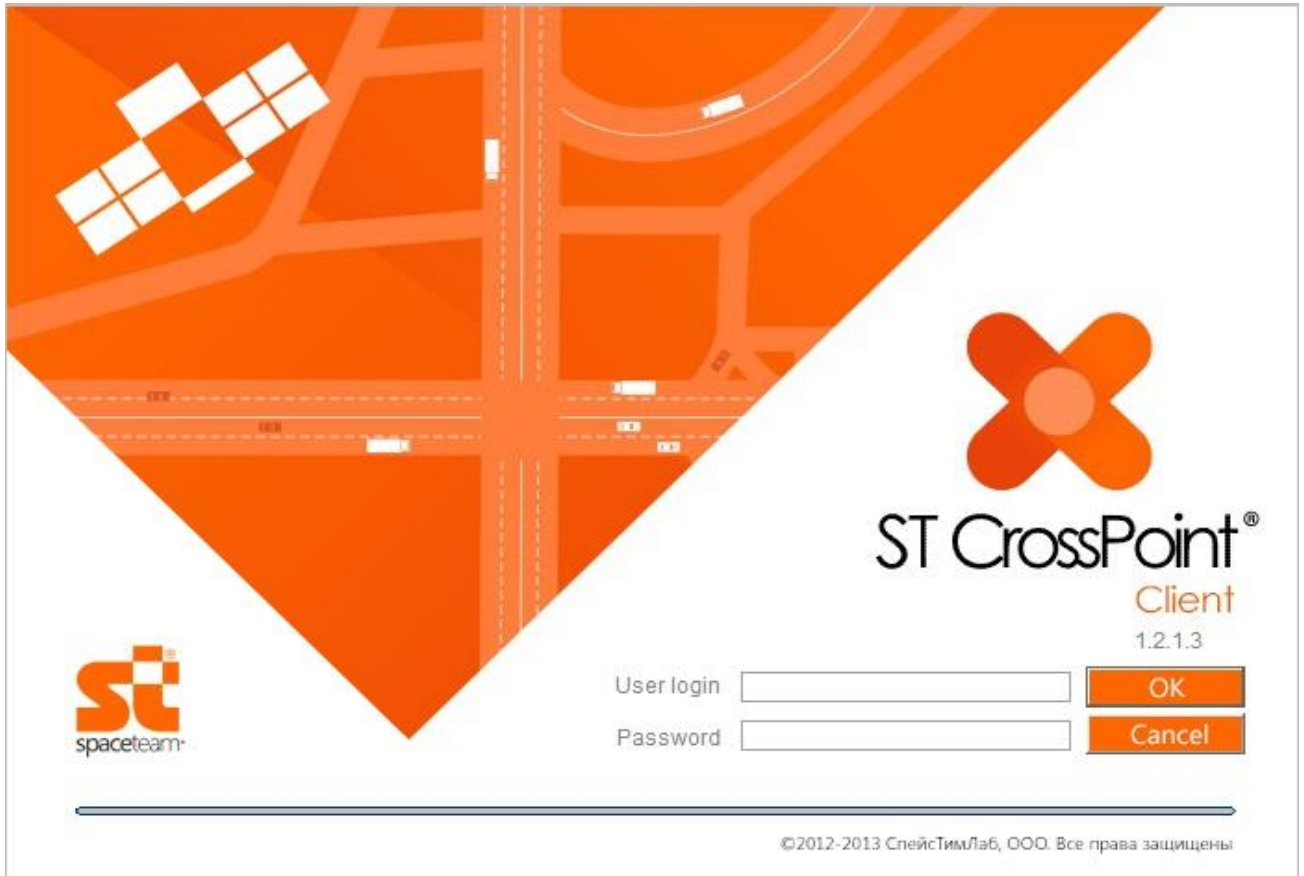 ST CrossPoint®
Client
1.2.1.3
User login
OK
Password
Cancel
st®
spaceteam
©2012-2013 СпейсТимЛаб, ООО. Все права защищены